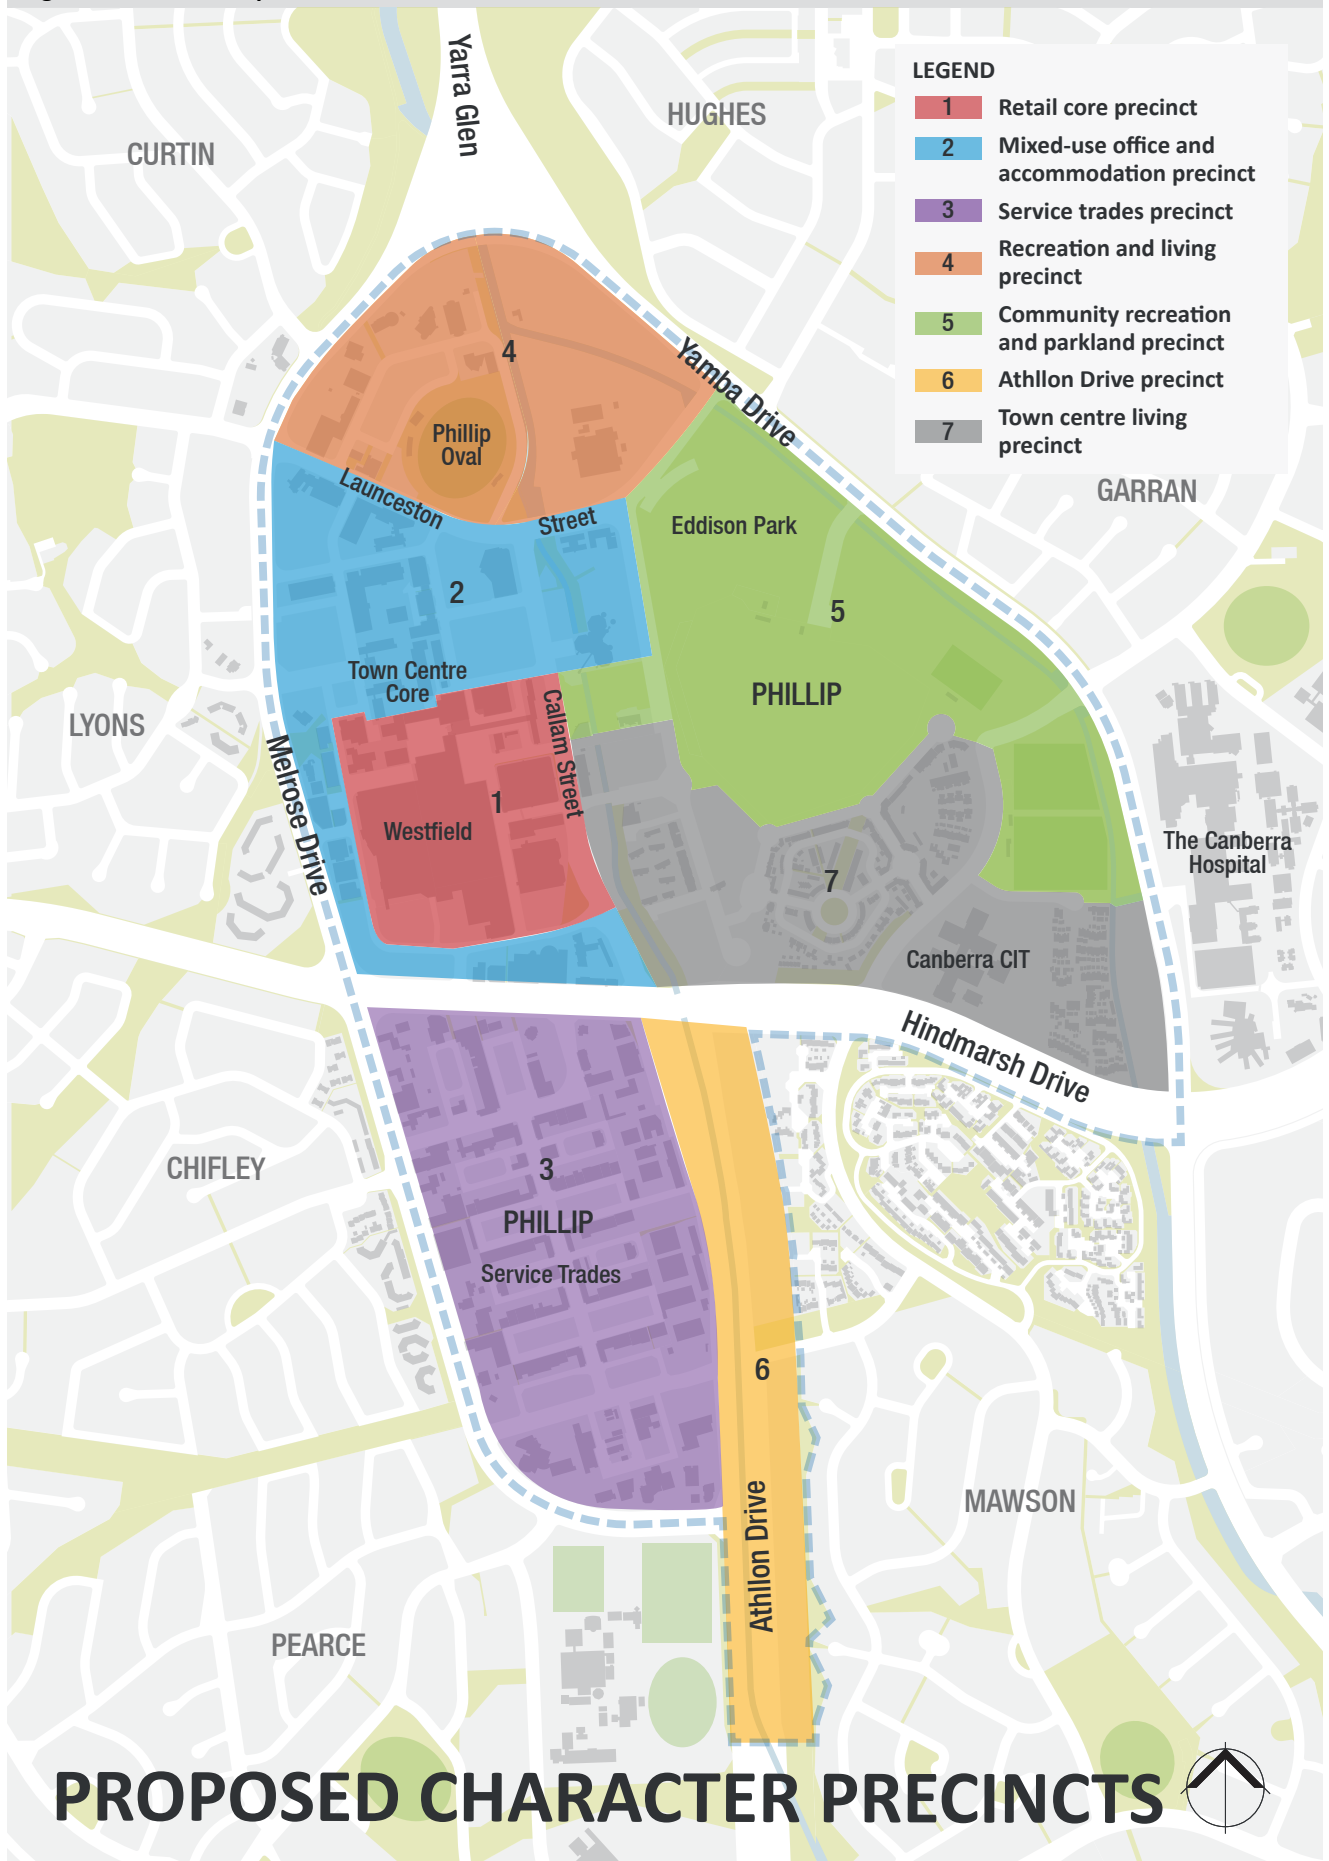 Yarra Glen
HUGHES
CURTIN
LEGEND
1 Retail core precinct
2 Mixed-use office and
accommodation precinct
3 Service trades precinct
4 Recreation and living
precinct
5 Community recreation
and parkland precinct
6 Athllon Drive precinct
7 Town centre living
precinct
4
Yamba Drive
Phillip
Oval
Launceston
Street
GARRAN
Eddison Park
2
5
Town Centre
Core
PHILLIP
LYONS
Callam Street
Melrose Drive
1
Westfield
The Canberra
Hospital
7
Canberra CIT
Hindmarsh Drive
3
CHIFLEY
PHILLIP
Service Trades
6
Athllon Drive
MAWSON
PEARCE
PROPOSED CHARACTER PRECINCTS